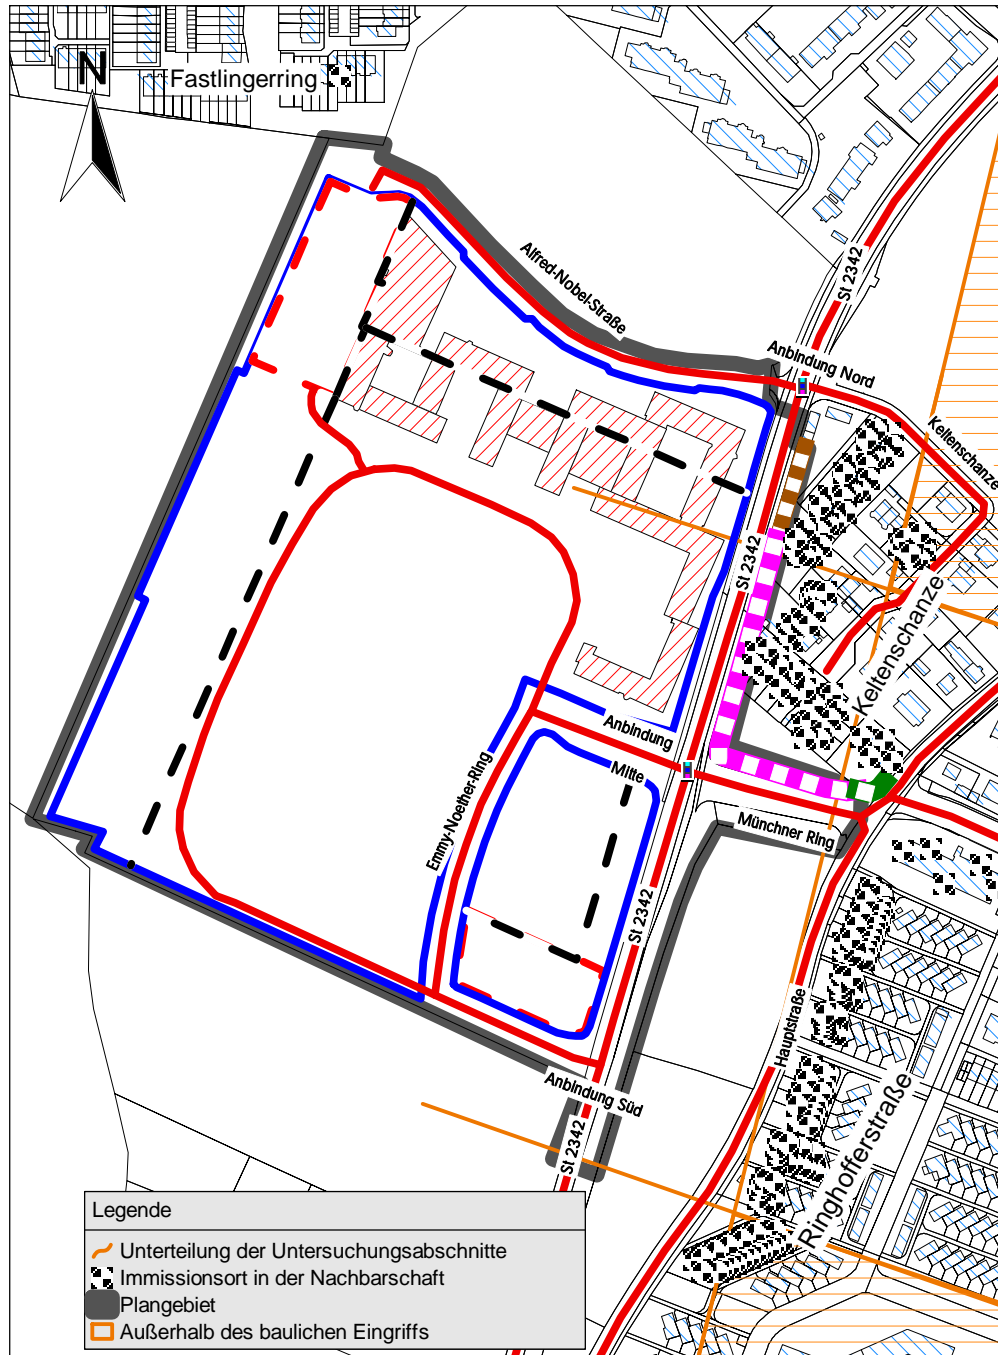 N
Fastlingerring
Alfred-Nobel-Straße
St 2342
Anbindung Nord
Keltenschanze
St 2342
Keltenschanze
Anbindung
Mitte
Emmy-Noether-Ring
Münchner Ring
St 2342
Hauptstraße
Anbindung Süd
Ringhofferstraße
St 2342
Legende
Unterteilung der Untersuchungsabschnitte
Immissionsort in der Nachbarschaft
Plangebiet
Außerhalb des baulichen Eingriffs